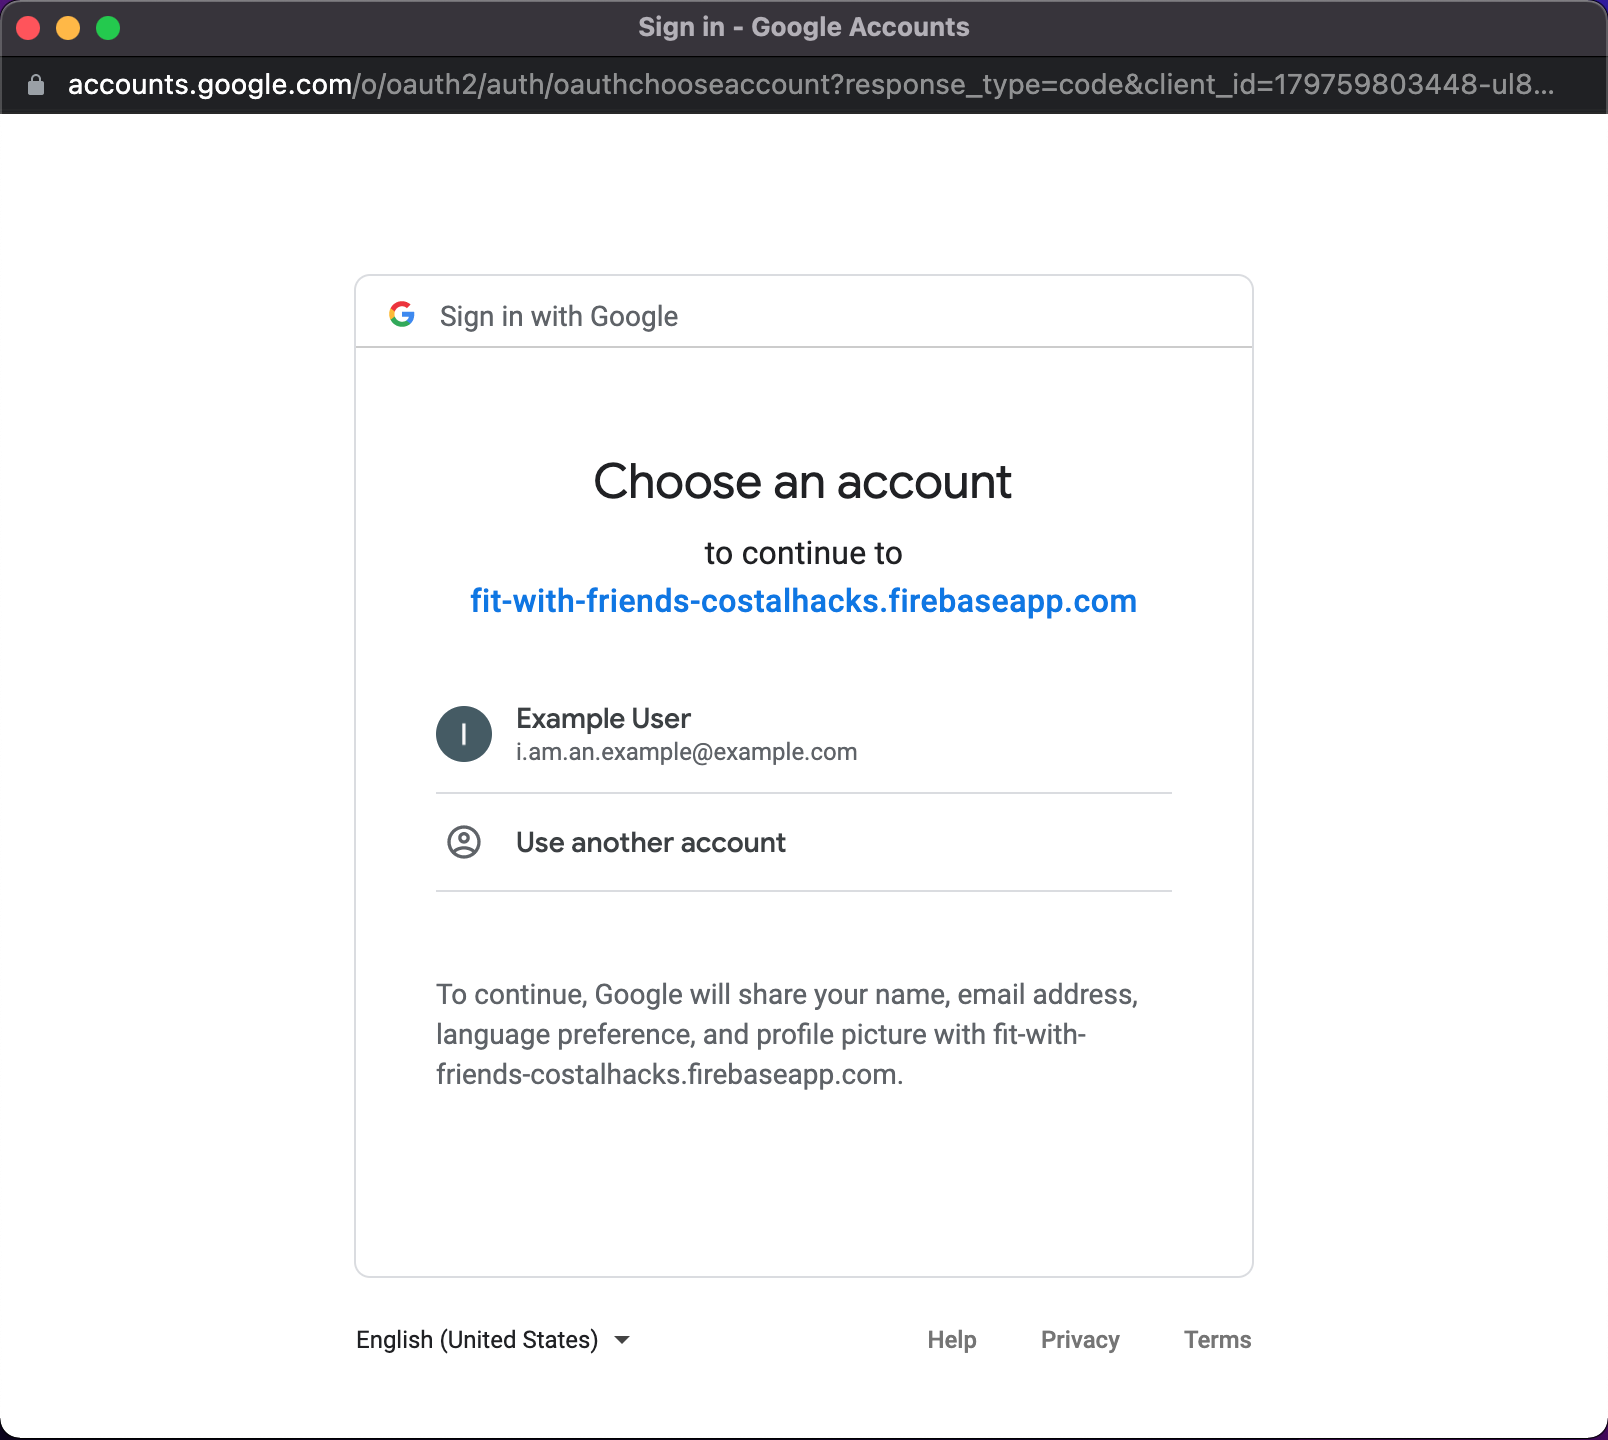 Sign in - Google Accounts
accounts.google.com/o/oauth2/auth/oauthchooseaccount?response_type=code&client_id=179759803448-ul8...
Sign in with Google
Choose an account
to continue to
fit-with-friends-costalhacks.firebaseapp.com
I
Example User
i.am.an.example@example.com
Use another account
To continue, Google will share your name, email address,
language preference, and profile picture with fit-with-
friends-costalhacks.firebaseapp.com.
English (United States)
Help Privacy Terms